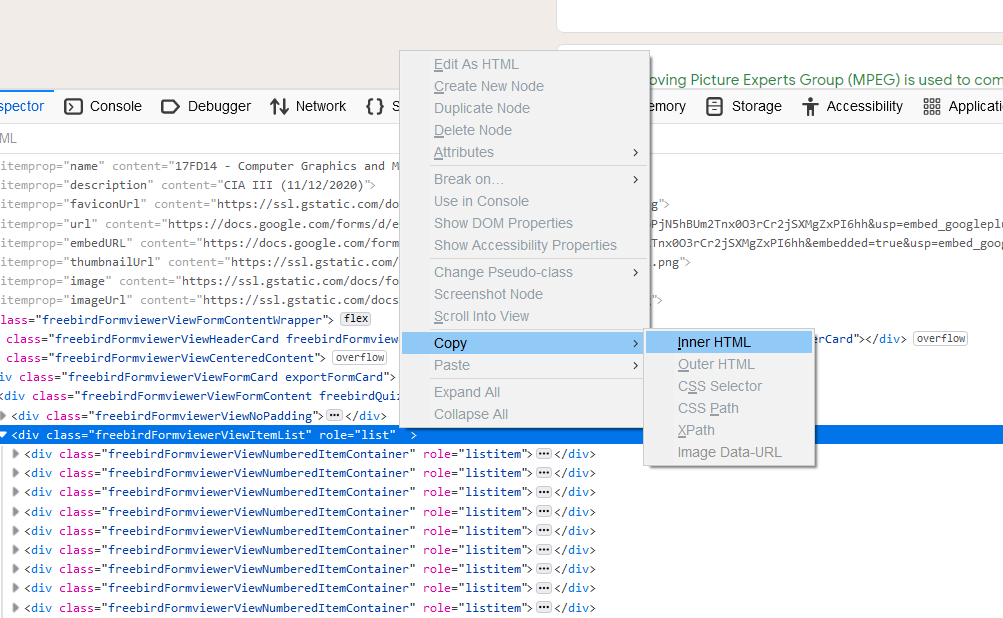 oving Picture Experts Group (MPEG) is used to com
spector Console Debugger Network {} S emory Storage Accessibility Applicati
ML
itemprop="name" content="17FD14 - Computer Graphics and M
itemprop="description" content="CIA III (11/12/2020)">
itemprop="faviconUrl" content="https://ssl.gstatic.com/do ng">
itemprop="url" content="https://docs.google.com/forms/d/e PjN5hBUm2Tnx0O3rCr2jSXMgZxPI6hh&usp=embed_googleplu
itemprop="embedURL" content="https://docs.google.com/form Tnx0O3rCr2jSXMgZxPI6hh&embedded=true&usp=embed_goo
itemprop="thumbnailUrl" content="https://ssl.gstatic.com/ .png">
itemprop="image" content="https://ssl.gstatic.com/docs/fo
itemprop="imageUrl" content="https://ssl.gstatic.com/docs ">
lass="freebirdFormviewerViewFormContentWrapper"> flex
class="freebirdFormviewerViewHeaderCard freebirdFormview erCard"></div> overflow
class="freebirdFormviewerViewCenteredContent"> overflow
iv class="freebirdFormviewerViewFormCard exportFormCard">
<div class="freebirdFormviewerViewFormContent freebirdQuiz
<div class="freebirdFormviewerViewNoPadding"> ••• </div>
<div class="freebirdFormviewerViewItemList" role="list" >
<div class="freebirdFormviewerViewNumberedItemContainer" role="listitem"> ••• </div>
<div class="freebirdFormviewerViewNumberedItemContainer" role="listitem"> ••• </div>
<div class="freebirdFormviewerViewNumberedItemContainer" role="listitem"> ••• </div>
<div class="freebirdFormviewerViewNumberedItemContainer" role="listitem"> ••• </div>
<div class="freebirdFormviewerViewNumberedItemContainer" role="listitem"> ••• </div>
<div class="freebirdFormviewerViewNumberedItemContainer" role="listitem"> ••• </div>
<div class="freebirdFormviewerViewNumberedItemContainer" role="listitem"> ••• </div>
<div class="freebirdFormviewerViewNumberedItemContainer" role="listitem"> ••• </div>
<div class="freebirdFormviewerViewNumberedItemContainer" role="listitem"> ••• </div>
Edit As HTML
Create New Node
Duplicate Node
Delete Node
Attributes
Break on…
Use in Console
Show DOM Properties
Show Accessibility Properties
Change Pseudo-class
Screenshot Node
Scroll Into View
Copy
Paste
Expand All
Collapse All
Inner HTML
Outer HTML
CSS Selector
CSS Path
XPath
Image Data-URL